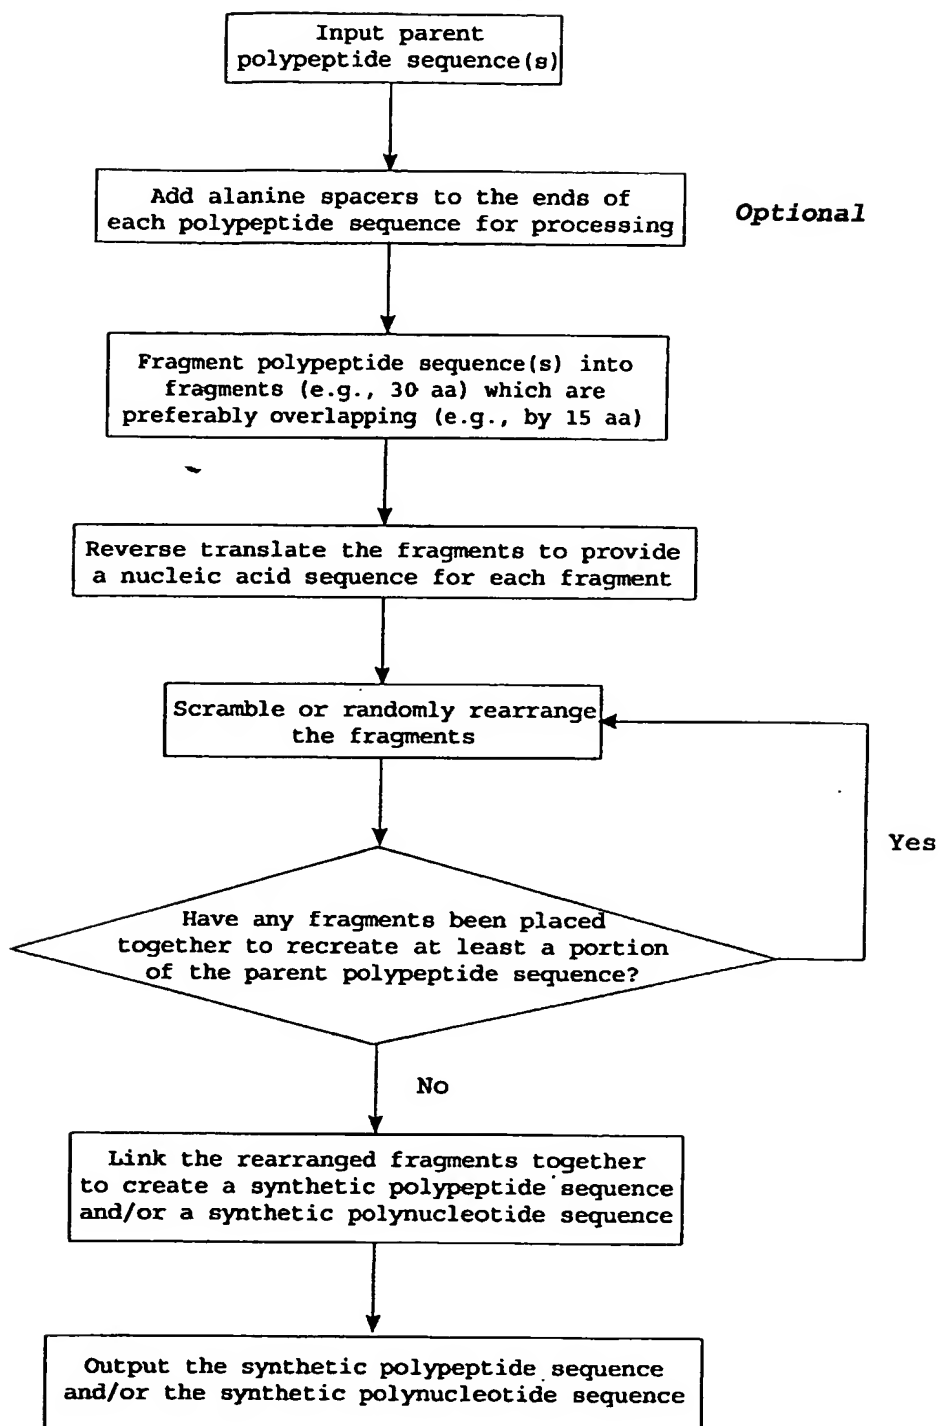 Input parent
polypeptide sequence(s)
Add alanine spacers to the ends of
each polypeptide sequence for processing
Optional
Fragment polypeptide sequence(s) into
fragments (e.g., 30 aa) which are
preferably overlapping (e.g., by 15 aa)
Reverse translate the fragments to provide
a nucleic acid sequence for each fragment
Scramble or randomly rearrange
the fragments
Yes
Have any fragments been placed
together to recreate at least a portion
of the parent polypeptide sequence?
No
Link the rearranged fragments together
to create a synthetic polypeptide sequence
and/or a synthetic polynucleotide sequence
Output the synthetic polypeptide sequence
and/or the synthetic polynucleotide sequence